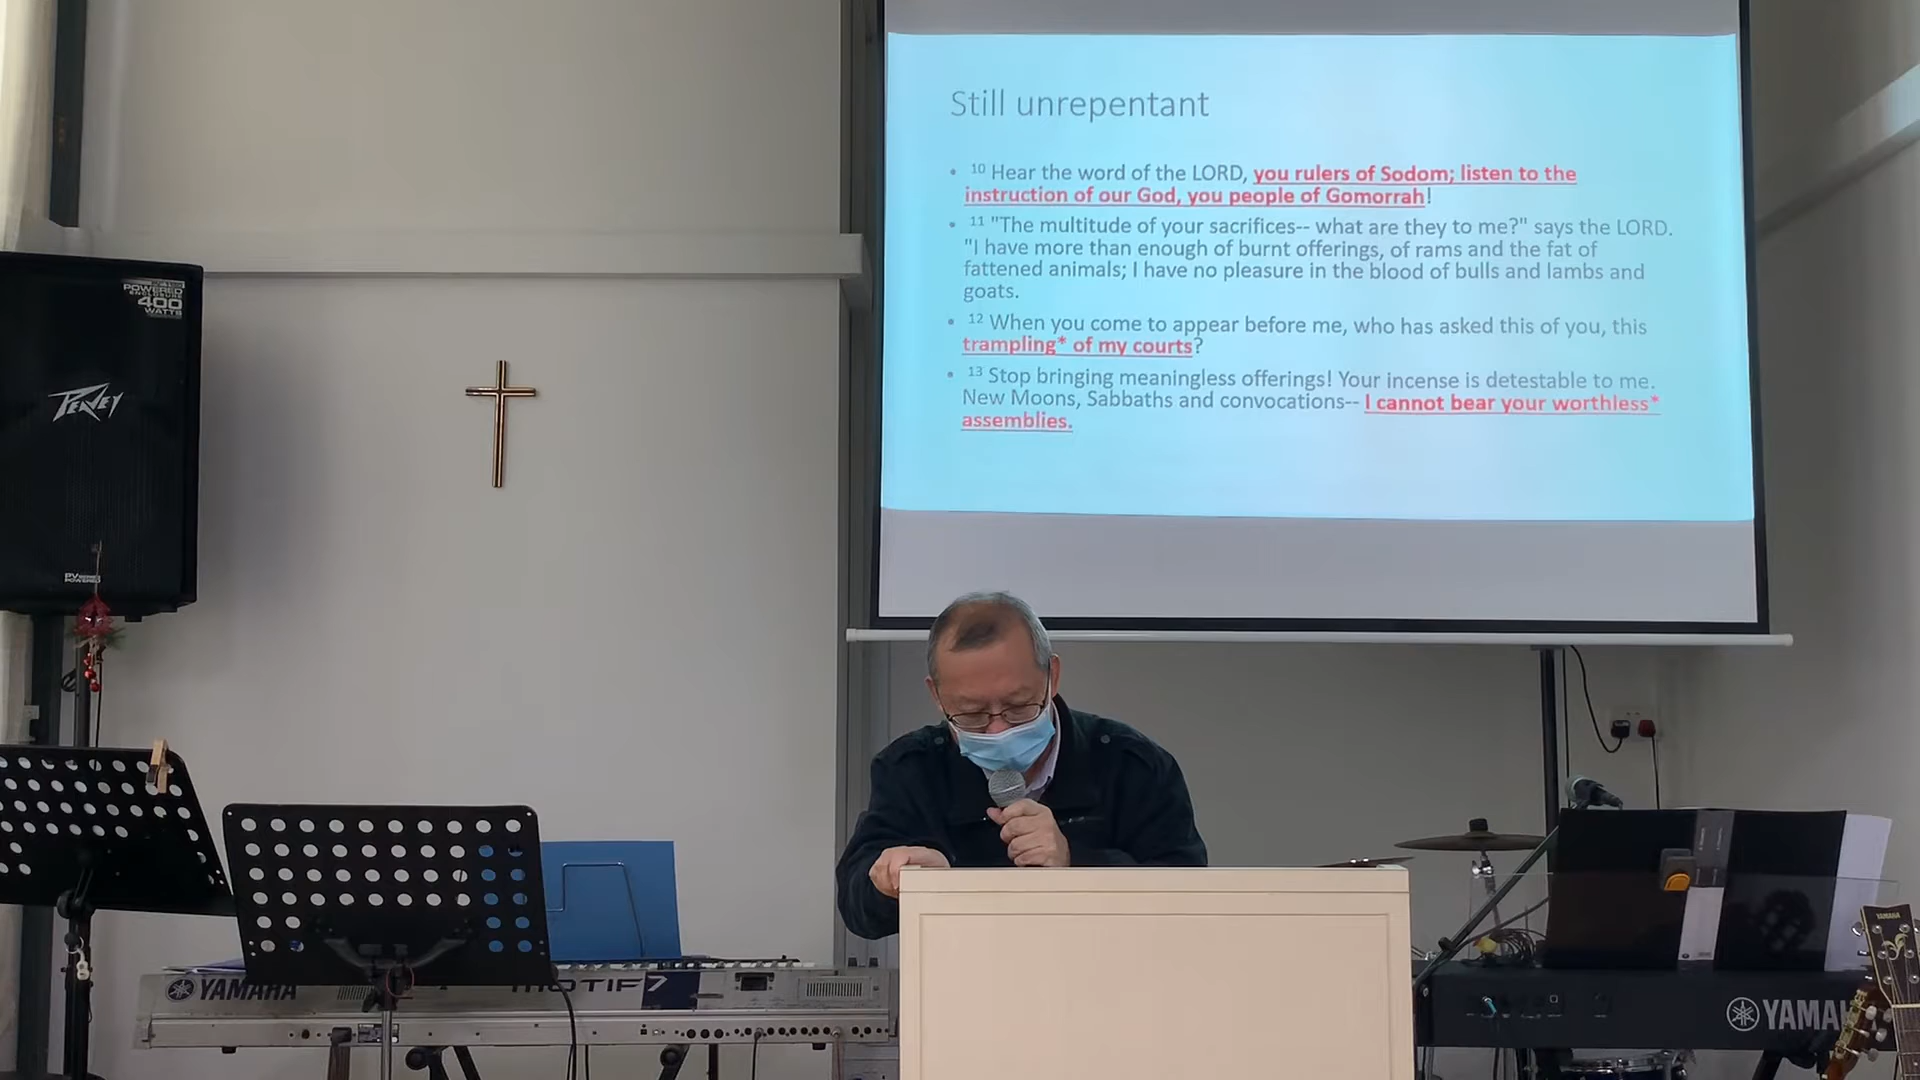 Still unrepentant
• 10 Hear the word of the LORD, you rulers of Sodom; listen to the
instruction of our God, you people of Gomorrah!
• 11 "The multitude of your sacrifices-- what are they to me?" says the LORD.
"I have more than enough of burnt offerings, of rams and the fat of
fattened animals; I have no pleasure in the blood of bulls and lambs and
goats.
• 12 When you come to appear before me, who has asked this of you, this
trampling* of my courts?
• 13 Stop bringing meaningless offerings! Your incense is detestable to me.
New Moons, Sabbaths and convocations-- I cannot bear your worthless*
assemblies.
POWERED
ENCLOSURE
400
WATTS
PEAVEY
POWERED
YAMAHA
MOTIF 7
YAMAHA
YAMAHA